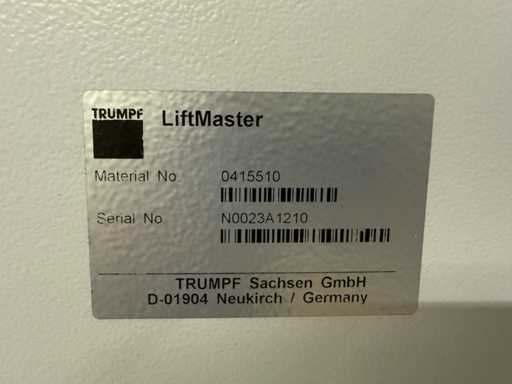 TRUMPF
LiftMaster
Material No. 0415510
Serial No. N0023A1210
TRUMPF Sachsen GmbH
D-01904 Neukirch / Germany